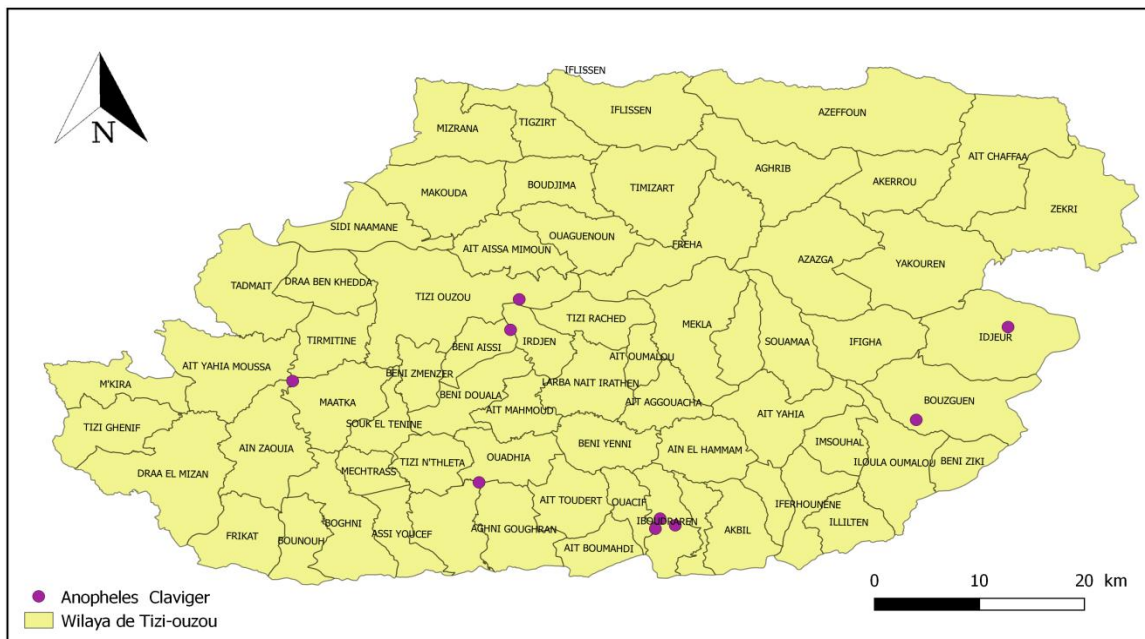 IFLISSEN
IFLISSEN
AZEFFOUN
TIGZIRT
MIZRANA
AIT CHAFFAA
N
AGHRIB
AKERROU
BOUDJIMA
TIMIZART
MAKOUDA
ZEKRI
SIDI NAAMANE
OUAGUENOUN
AIT AISSA MIMOUN
FREHA
AZAZGA
YAKOUREN
DRAA BEN KHEDDA
TADMAIT
TIZI OUZOU
TIZI RACHED
MEKLA
TIRMITINE
IRDJEN
SOUAMAA
IFIGHA
IDJEUR
BENI AISSI
AIT OUMALOU
AIT YAHIA MOUSSA
BENI ZMENZER
M'KIRA
LARBA NAIT IRATHEN
BENI DOUALA
MAATKA
AIT AGGOUACHA
BOUZGUEN
AIT MAHMOUD
AIT YAHIA
SOUK EL TENINE
TIZI GHENIF
BENI YENNI
IMSOUHAL
AIN ZAOUIA
AIN EL HAMMAM
OUADHIA
ILOULA OUMALOU
BENI ZIKI
TIZI N'THLETA
DRAA EL MIZAN
MECHTRASS
AIT TOUDERT
OUACIF
IFERHOUNENE
IBOUDRAREN
BOGHNI
ILLILTEN
AGHNI GOUGHRAN
AKBIL
ASSI YOUCEF
FRIKAT
BOUNOUH
AIT BOUMAHDI
0 10 20 km
Anopheles Claviger
Wilaya de Tizi-ouzou